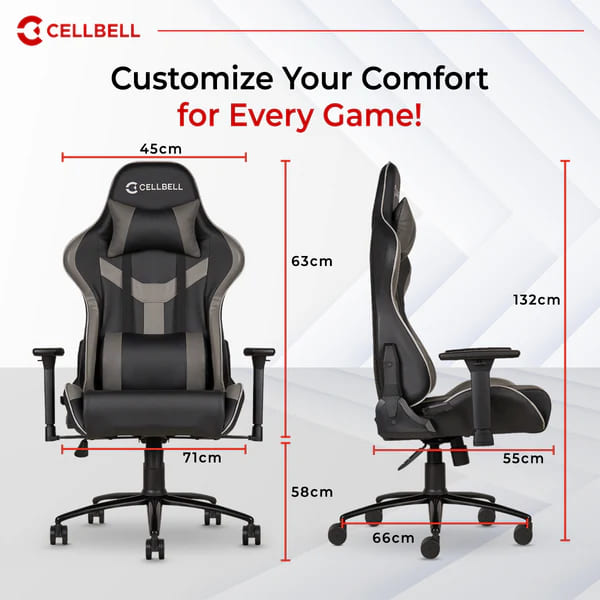 CELLBELL
Customize Your Comfort
for Every Game!
45cm
CELLBELL
63cm
132cm
71cm
55cm
58cm
66cm